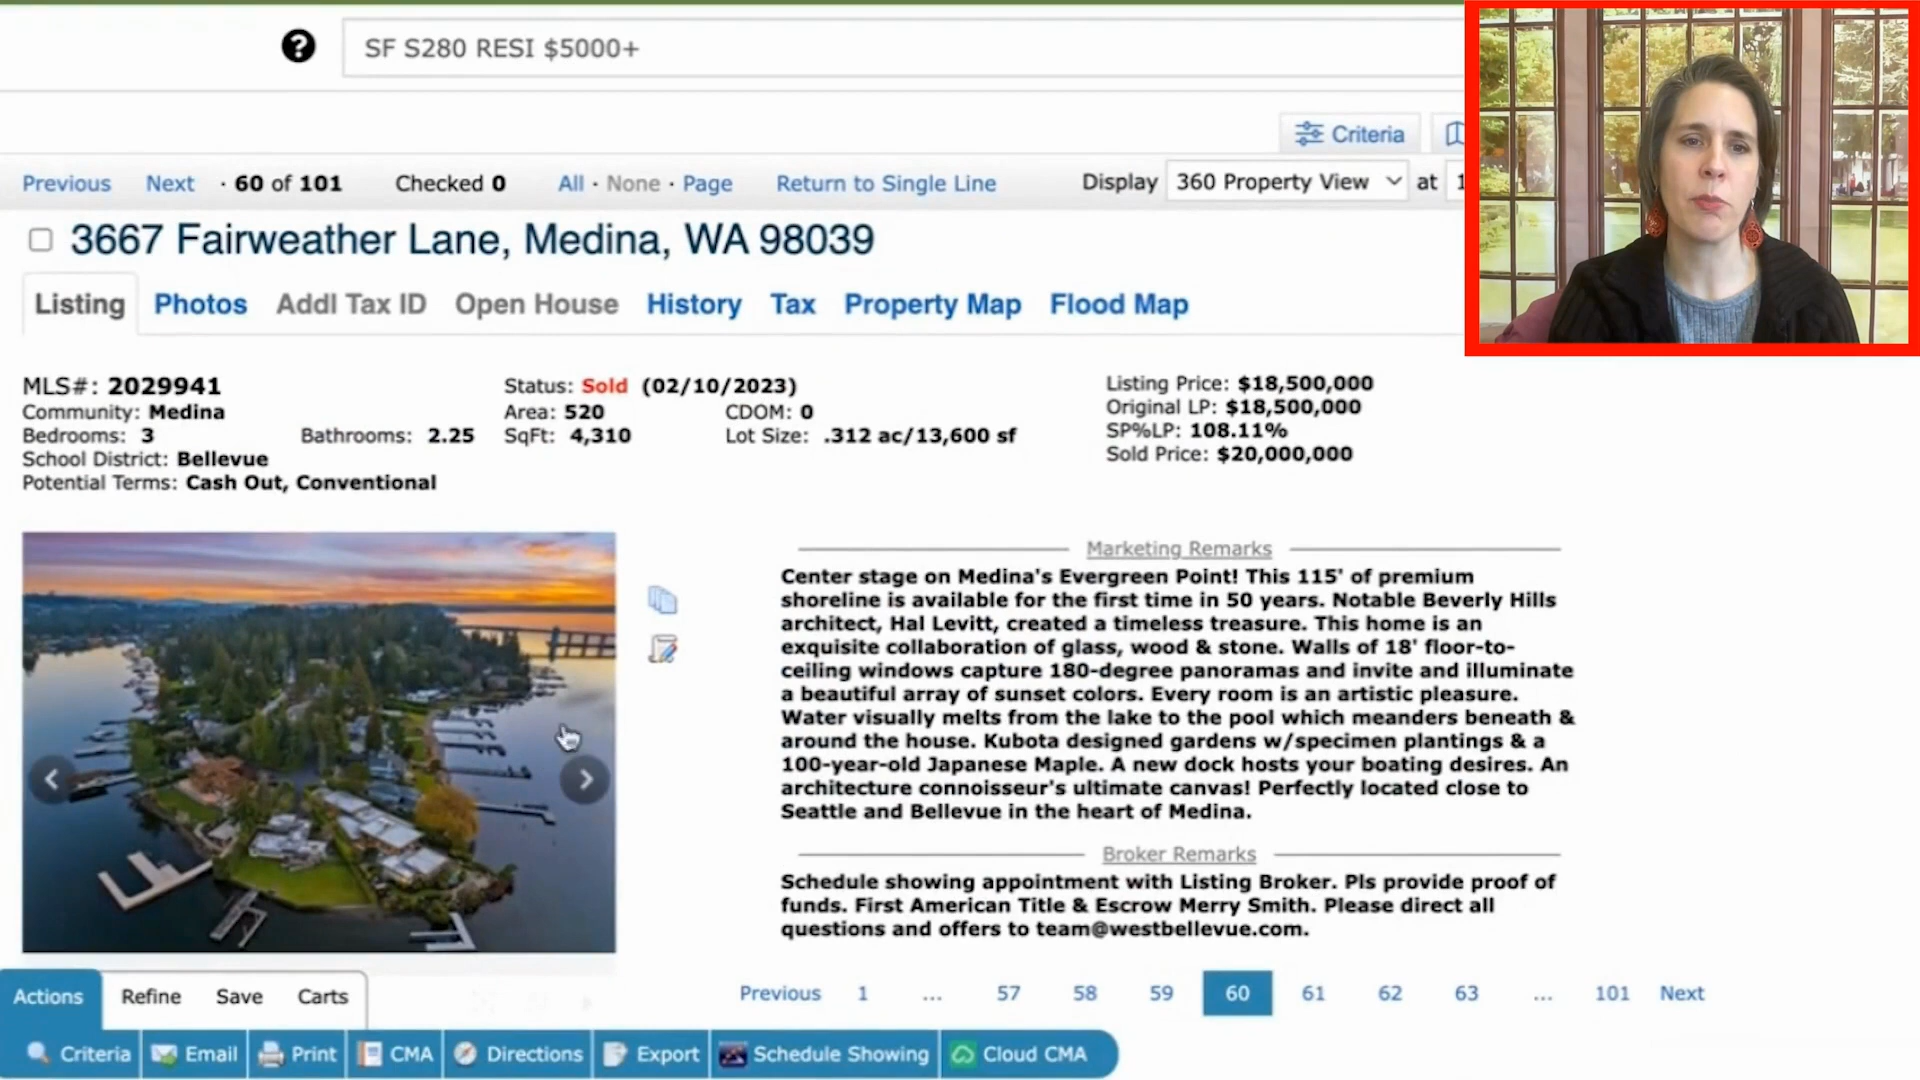 SF S280 RESI $5000+
Criteria
Previous Next · 60 of 101 Checked 0 All · None · Page Return to Single Line Display 360 Property View at 1
3667 Fairweather Lane, Medina, WA 98039
Listing Photos Addl Tax ID Open House History Tax Property Map Flood Map
MLS#: 2029941 Status: Sold (02/10/2023) Listing Price: $18,500,000
Community: Medina Area: 520 CDOM: 0 Original LP: $18,500,000
Bedrooms: 3 Bathrooms: 2.25 SqFt: 4,310 Lot Size: .312 ac/13,600 sf SP%LP: 108.11%
School District: Bellevue Sold Price: $20,000,000
Potential Terms: Cash Out, Conventional
Marketing Remarks
Center stage on Medina's Evergreen Point! This 115' of premium
shoreline is available for the first time in 50 years. Notable Beverly Hills
architect, Hal Levitt, created a timeless treasure. This home is an
exquisite collaboration of glass, wood & stone. Walls of 18' floor-to-
ceiling windows capture 180-degree panoramas and invite and illuminate
a beautiful array of sunset colors. Every room is an artistic pleasure.
Water visually melts from the lake to the pool which meanders beneath &
around the house. Kubota designed gardens w/specimen plantings & a
100-year-old Japanese Maple. A new dock hosts your boating desires. An
architecture connoisseur's ultimate canvas! Perfectly located close to
Seattle and Bellevue in the heart of Medina.
Broker Remarks
Schedule showing appointment with Listing Broker. Pls provide proof of
funds. First American Title & Escrow Merry Smith. Please direct all
questions and offers to team@westbellevue.com.
Actions Refine Save Carts
Previous 1 ... 57 58 59 60 61 62 63 ... 101 Next
Criteria Email Print CMA Directions Export Schedule Showing Cloud CMA